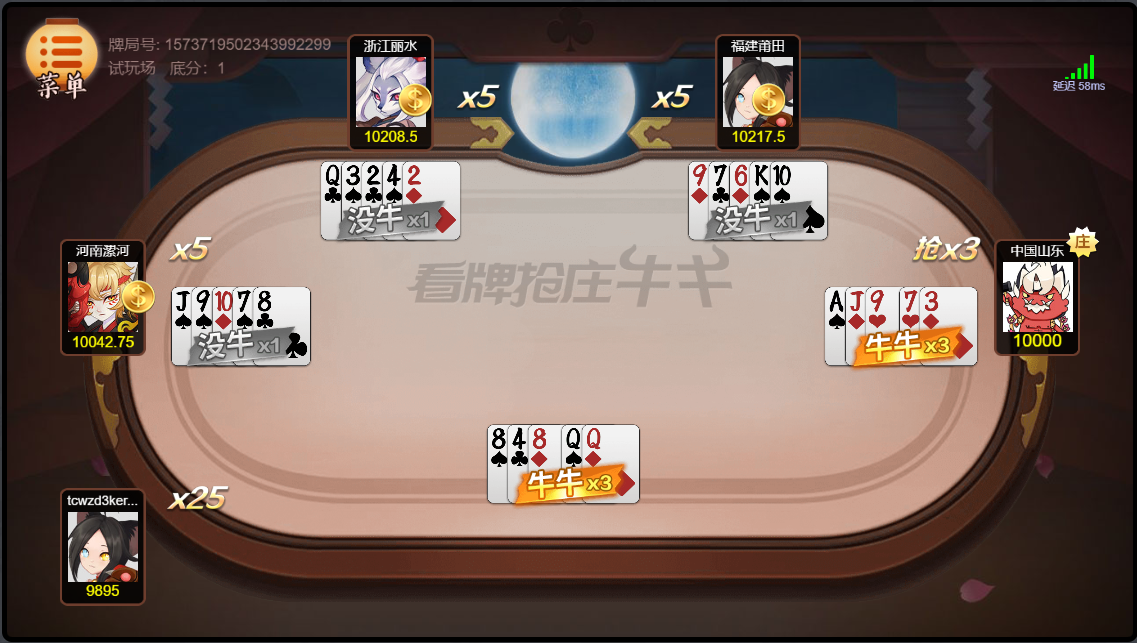 菜单
牌局号: 1573719502343992299
试玩场 底分: 1
浙江丽水
10208.5
x5
x5
福建莆田
10217.5
延迟 58ms
Q 3 2 4 2
没牛 x1
9 7 6 K 10
没牛 x1
河南漯河
10042.75
x5
J 9 10 7 8
没牛 x1
看牌抢庄牛牛
抢x3
中国山东
庄
10000
A J 9 7 3
牛牛 x3
8 4 8 Q Q
牛牛 x3
tcwzd3ker...
9895
x25